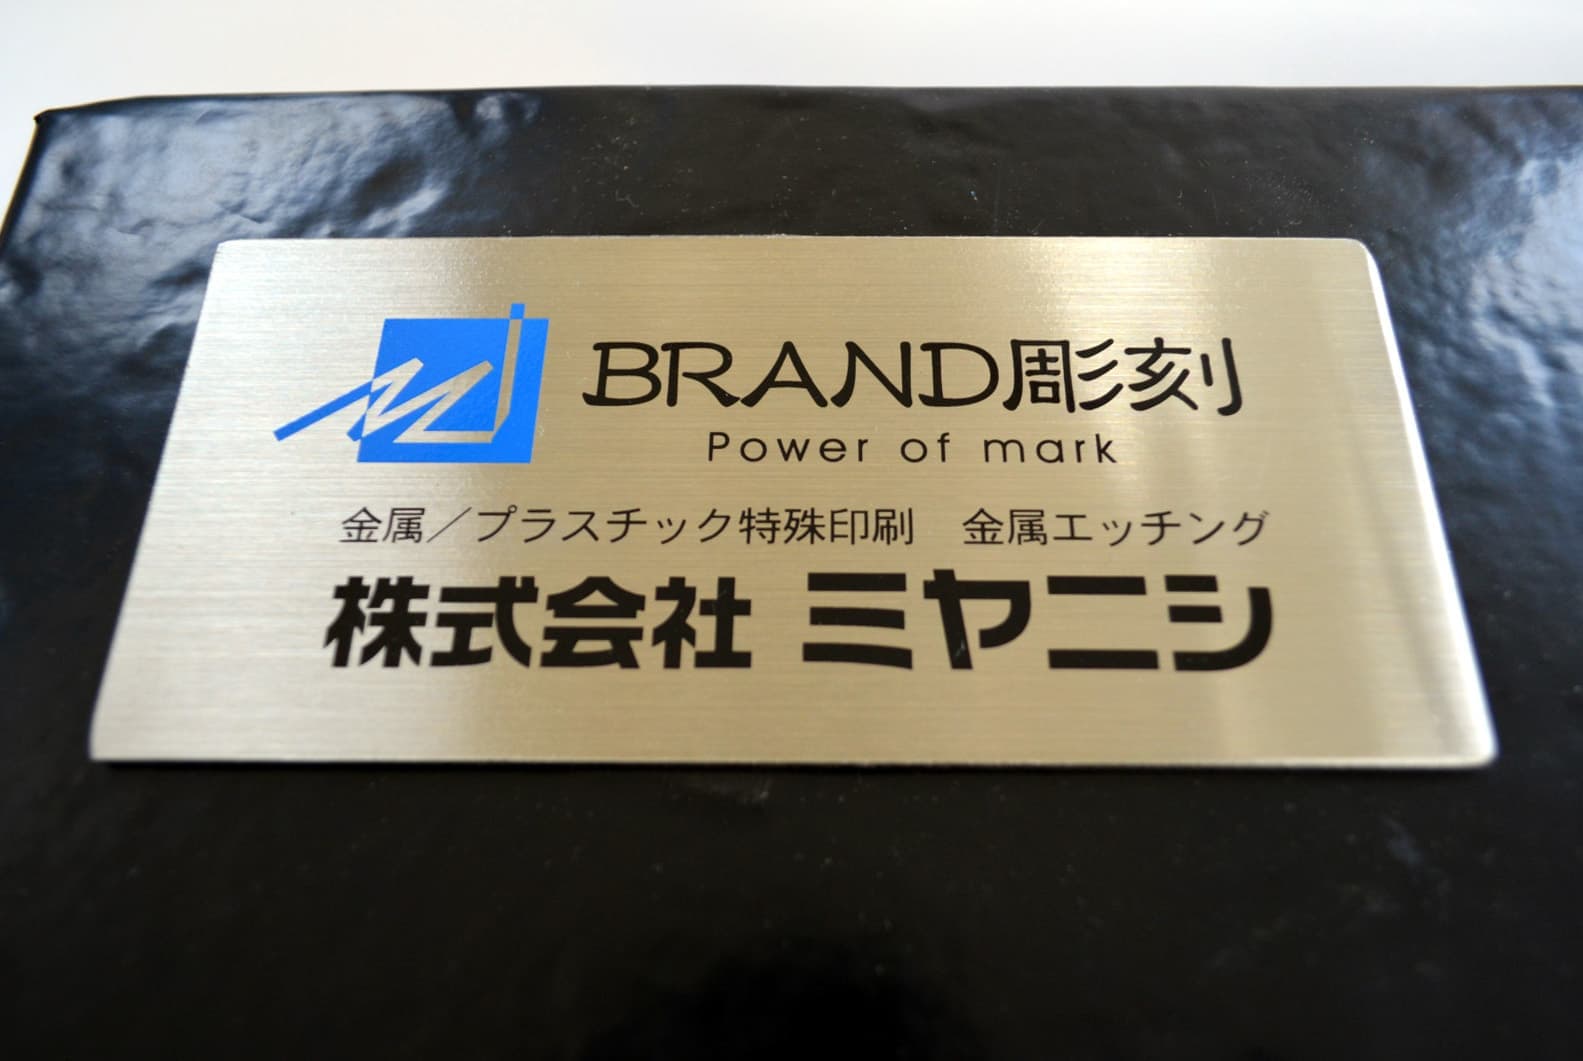 BRAND彫刻
Power of mark
金属／プラスチック特殊印刷　金属エッチング
株式会社 ミヤニシ